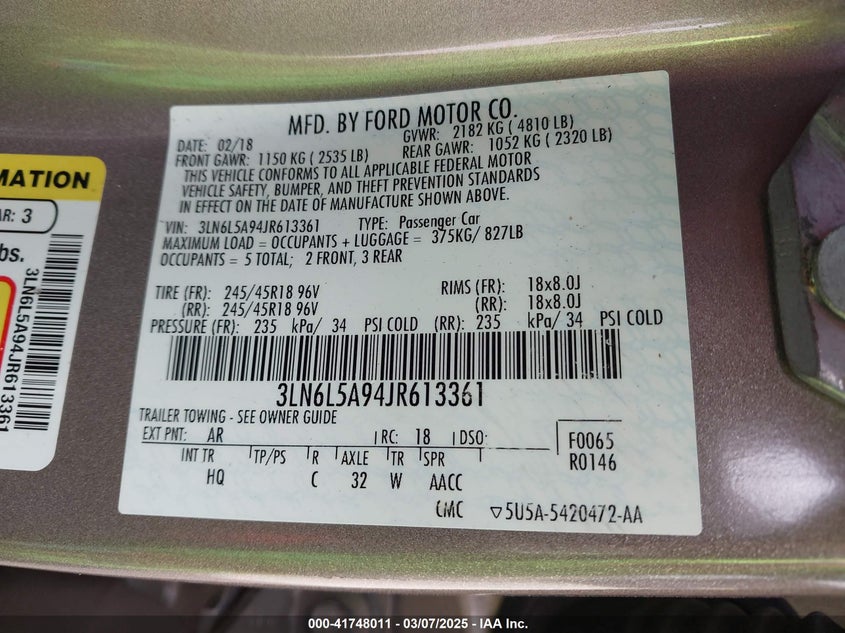 MFD. BY FORD MOTOR CO.
DATE: 02/18 GVWR: 2182 KG ( 4810 LB)
FRONT GAWR: 1150 KG ( 2535 LB) REAR GAWR: 1052 KG ( 2320 LB)
THIS VEHICLE CONFORMS TO ALL APPLICABLE FEDERAL MOTOR
VEHICLE SAFETY, BUMPER, AND THEFT PREVENTION STANDARDS
IN EFFECT ON THE DATE OF MANUFACTURE SHOWN ABOVE.
VIN: 3LN6L5A94JR613361 TYPE: Passenger Car
MAXIMUM LOAD = OCCUPANTS + LUGGAGE = 375KG/ 827LB
OCCUPANTS = 5 TOTAL; 2 FRONT, 3 REAR
TIRE (FR): 245/45R18 96V RIMS (FR): 18x8.0J
(RR): 245/45R18 96V (RR): 18x8.0J
PRESSURE (FR): 235 kPa/ 34 PSI COLD (RR): 235 kPa/ 34 PSI COLD
3LN6L5A94JR613361
TRAILER TOWING - SEE OWNER GUIDE
EXT PNT: AR RC: 18 DSO: F0065
INT TR TP/PS R AXLE TR SPR R0146
HQ C 32 W AACC
CMC ▽5U5A-5420472-AA
MATION
AR: 3
bs.
3LN6L5A94JR613361
000-41748011 - 03/07/2025 - IAA Inc.